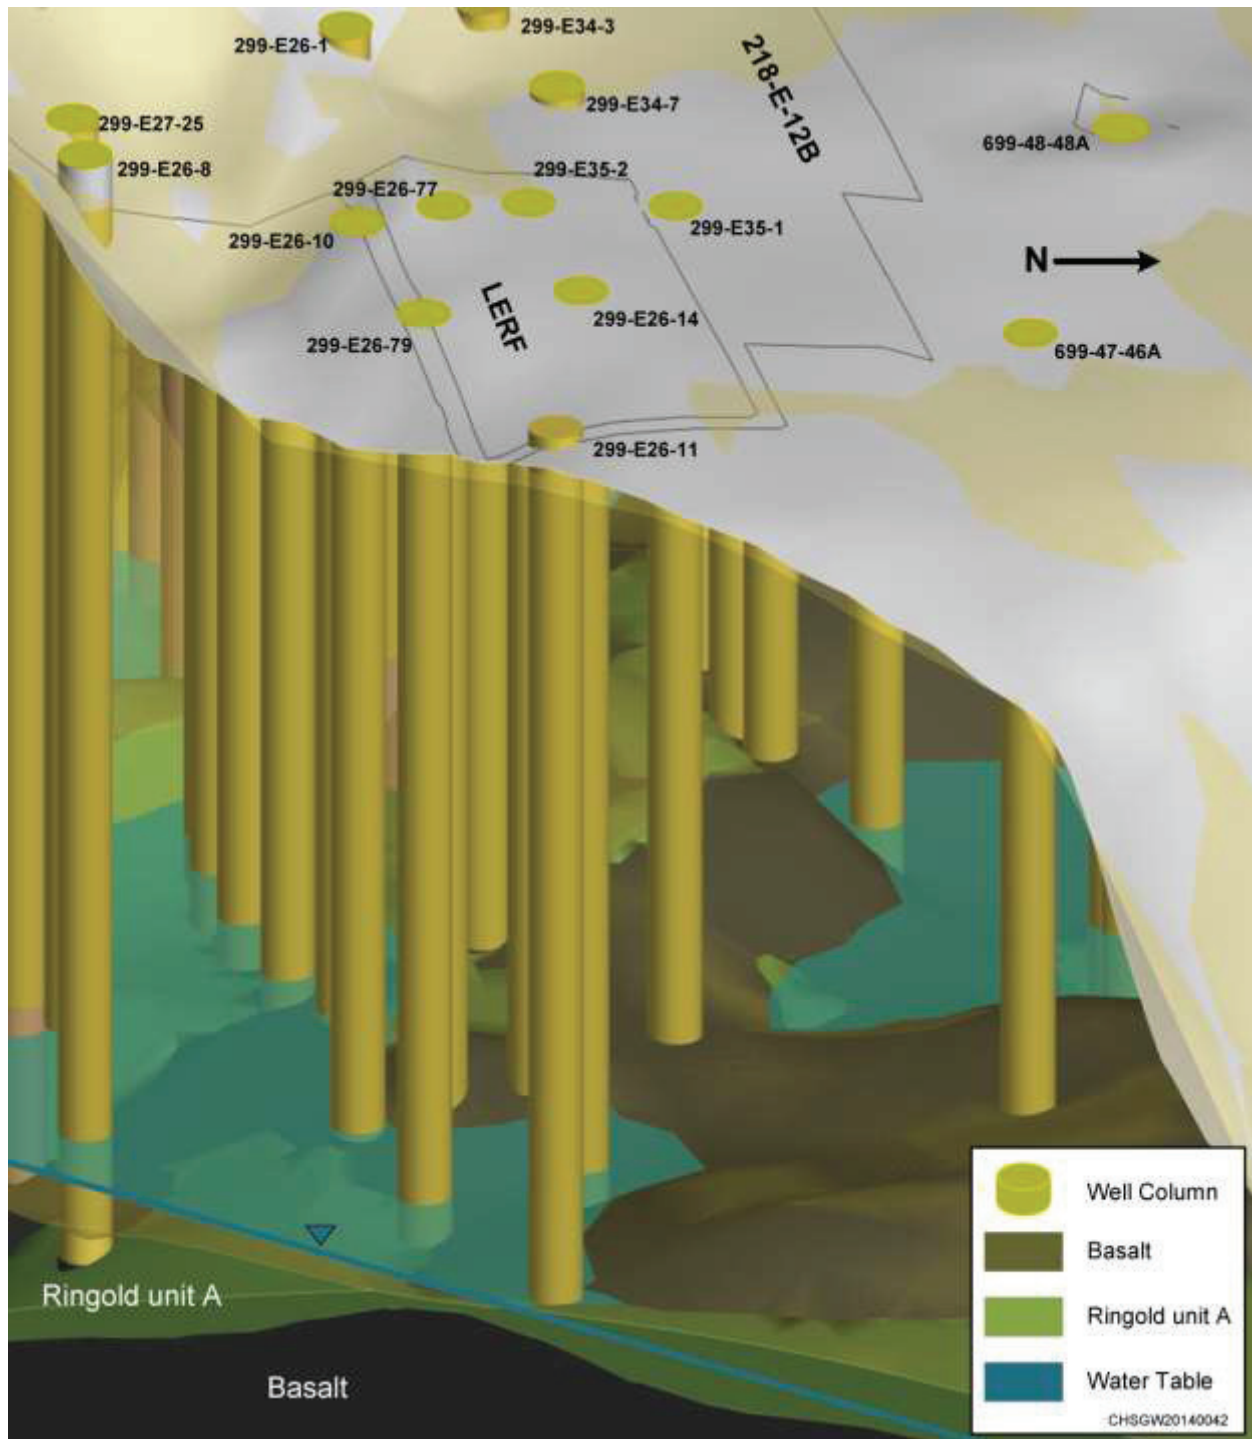 299-E34-3
299-E26-1
218-E-12B
299-E34-7
299-E27-25
699-48-48A
299-E26-8
299-E35-2
299-E26-77
299-E35-1
299-E26-10
N
LERF
299-E26-14
299-E26-79
699-47-46A
299-E26-11
Well Column
Basalt
Ringold unit A
Water Table
CHSGW20140042
Ringold unit A
Basalt